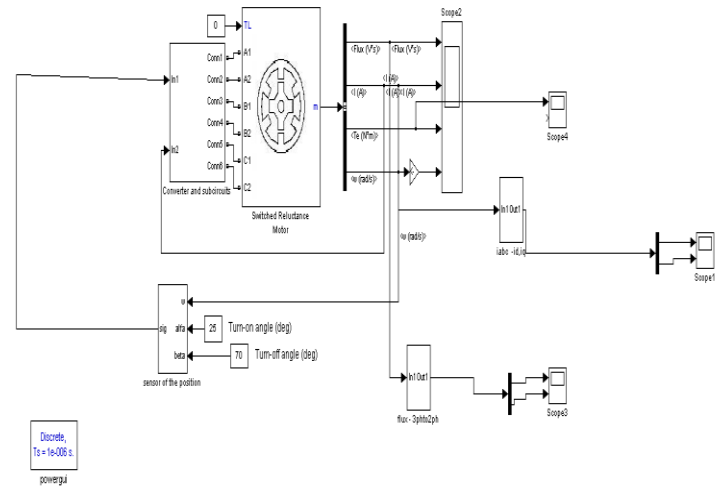 Scope2
0
TL
<Flux (V*s)>
<Flux (V*s)>
In1
Conn1
A1
Conn2
A2
<I (A)>
Conn3
B1
m
Conn4
B2
<Te (N*m)>
In2
Conn5
C1
Scope4
Conn6
C2
<w (rad/s)>
Converter and subcircuits
Switched Reluctance
Motor
In1 Out1
<w (rad/s)>
iabc -id,iq
Scope1
w
sig
alfa
25
Turn-on angle (deg)
beta
70
Turn-off angle (deg)
sensor of the position
In1 Out1
flux - 3phto2ph
Scope3
Discrete,
Ts = 1e-006 s.
powergui